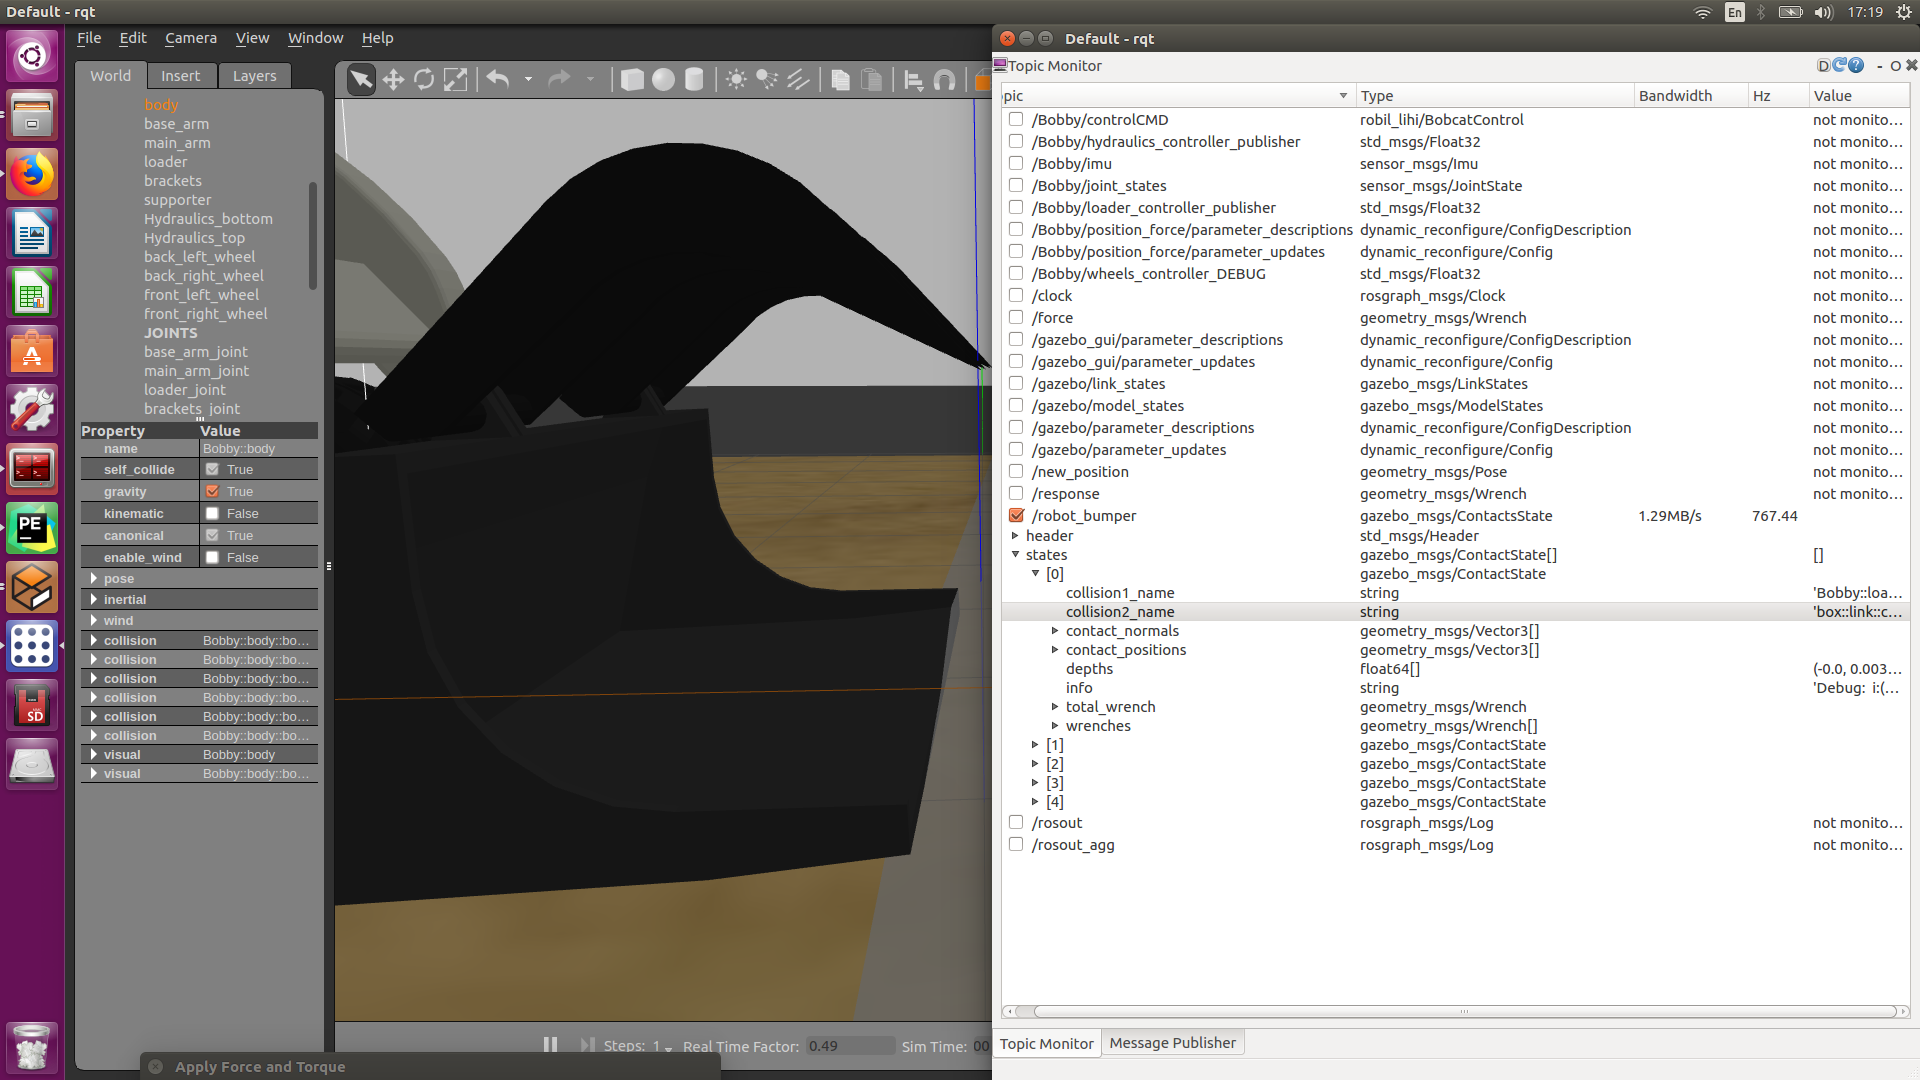 Default - rqt
En
17:19
File Edit Camera View Window Help
Default - rqt
World Insert Layers
Topic Monitor
D
- O
body
base_arm
main_arm
loader
brackets
supporter
Hydraulics_bottom
Hydraulics_top
back_left_wheel
back_right_wheel
front_left_wheel
front_right_wheel
JOINTS
base_arm_joint
main_arm_joint
loader_joint
brackets_joint
Property Value
name Bobby::body
self_collide True
gravity True
kinematic False
canonical True
enable_wind False
pose
inertial
wind
collision Bobby::body::bo...
collision Bobby::body::bo...
collision Bobby::body::bo...
collision Bobby::body::bo...
collision Bobby::body::bo...
collision Bobby::body::bo...
visual Bobby::body
visual Bobby::body::bo...
Steps: 1 Real Time Factor: 0.49 Sim Time: 00
Apply Force and Torque
pic Type Bandwidth Hz Value
/Bobby/controlCMD robil_lihi/BobcatControl not monito...
/Bobby/hydraulics_controller_publisher std_msgs/Float32 not monito...
/Bobby/imu sensor_msgs/Imu not monito...
/Bobby/joint_states sensor_msgs/JointState not monito...
/Bobby/loader_controller_publisher std_msgs/Float32 not monito...
/Bobby/position_force/parameter_descriptions dynamic_reconfigure/ConfigDescription not monito...
/Bobby/position_force/parameter_updates dynamic_reconfigure/Config not monito...
/Bobby/wheels_controller_DEBUG std_msgs/Float32 not monito...
/clock rosgraph_msgs/Clock not monito...
/force geometry_msgs/Wrench not monito...
/gazebo_gui/parameter_descriptions dynamic_reconfigure/ConfigDescription not monito...
/gazebo_gui/parameter_updates dynamic_reconfigure/Config not monito...
/gazebo/link_states gazebo_msgs/LinkStates not monito...
/gazebo/model_states gazebo_msgs/ModelStates not monito...
/gazebo/parameter_descriptions dynamic_reconfigure/ConfigDescription not monito...
/gazebo/parameter_updates dynamic_reconfigure/Config not monito...
/new_position geometry_msgs/Pose not monito...
/response geometry_msgs/Wrench not monito...
/robot_bumper gazebo_msgs/ContactsState 1.29MB/s 767.44
header std_msgs/Header
states gazebo_msgs/ContactState[] []
[0] gazebo_msgs/ContactState
collision1_name string 'Bobby::loa...
collision2_name string 'box::link::c...
contact_normals geometry_msgs/Vector3[]
contact_positions geometry_msgs/Vector3[]
depths float64[] (-0.0, 0.003...
info string 'Debug: i:(...
total_wrench geometry_msgs/Wrench
wrenches geometry_msgs/Wrench[]
[1] gazebo_msgs/ContactState
[2] gazebo_msgs/ContactState
[3] gazebo_msgs/ContactState
[4] gazebo_msgs/ContactState
/rosout rosgraph_msgs/Log not monito...
/rosout_agg rosgraph_msgs/Log not monito...
Topic Monitor Message Publisher
PE
SD